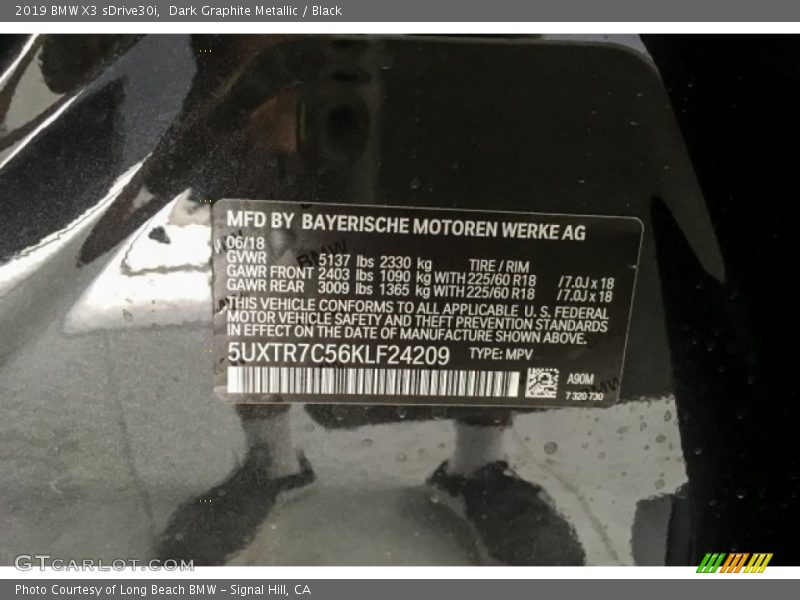 2019 BMW X3 sDrive30i, Dark Graphite Metallic / Black
MFD BY BAYERISCHE MOTOREN WERKE AG
06/18
GVWR 5137 lbs 2330 kg TIRE / RIM
GAWR FRONT 2403 lbs 1090 kg WITH 225/60 R18 /7.0J x 18
GAWR REAR 3009 lbs 1365 kg WITH 225/60 R18 /7.0J x 18
THIS VEHICLE CONFORMS TO ALL APPLICABLE U. S. FEDERAL
MOTOR VEHICLE SAFETY AND THEFT PREVENTION STANDARDS
IN EFFECT ON THE DATE OF MANUFACTURE SHOWN ABOVE.
5UXTR7C56KLF24209 TYPE: MPV
A90M
7 320 730
GTcarlot.com
Photo Courtesy of Long Beach BMW – Signal Hill, CA